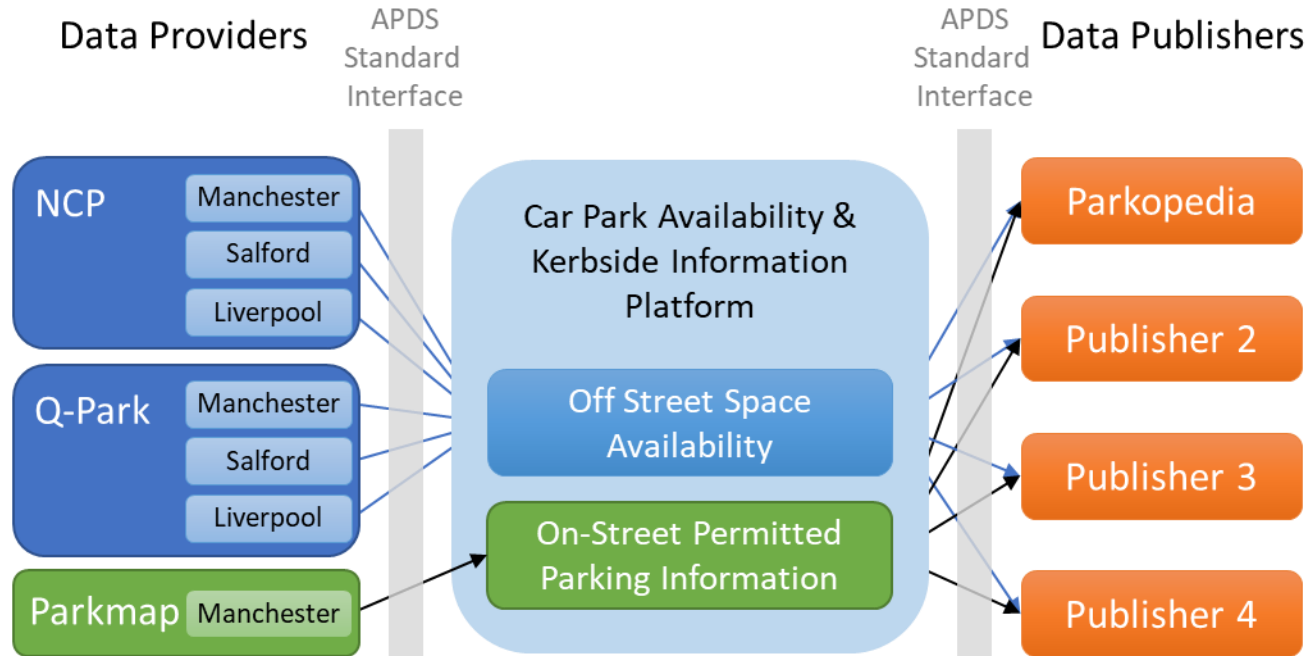 Data Providers
APDS
Standard
Interface
APDS
Standard
Interface
Data Publishers
NCP
Manchester
Salford
Liverpool
Q-Park
Manchester
Salford
Liverpool
Parkmap
Manchester
Car Park Availability &
Kerbside Information
Platform
Off Street Space
Availability
On-Street Permitted
Parking Information
Parkopedia
Publisher 2
Publisher 3
Publisher 4